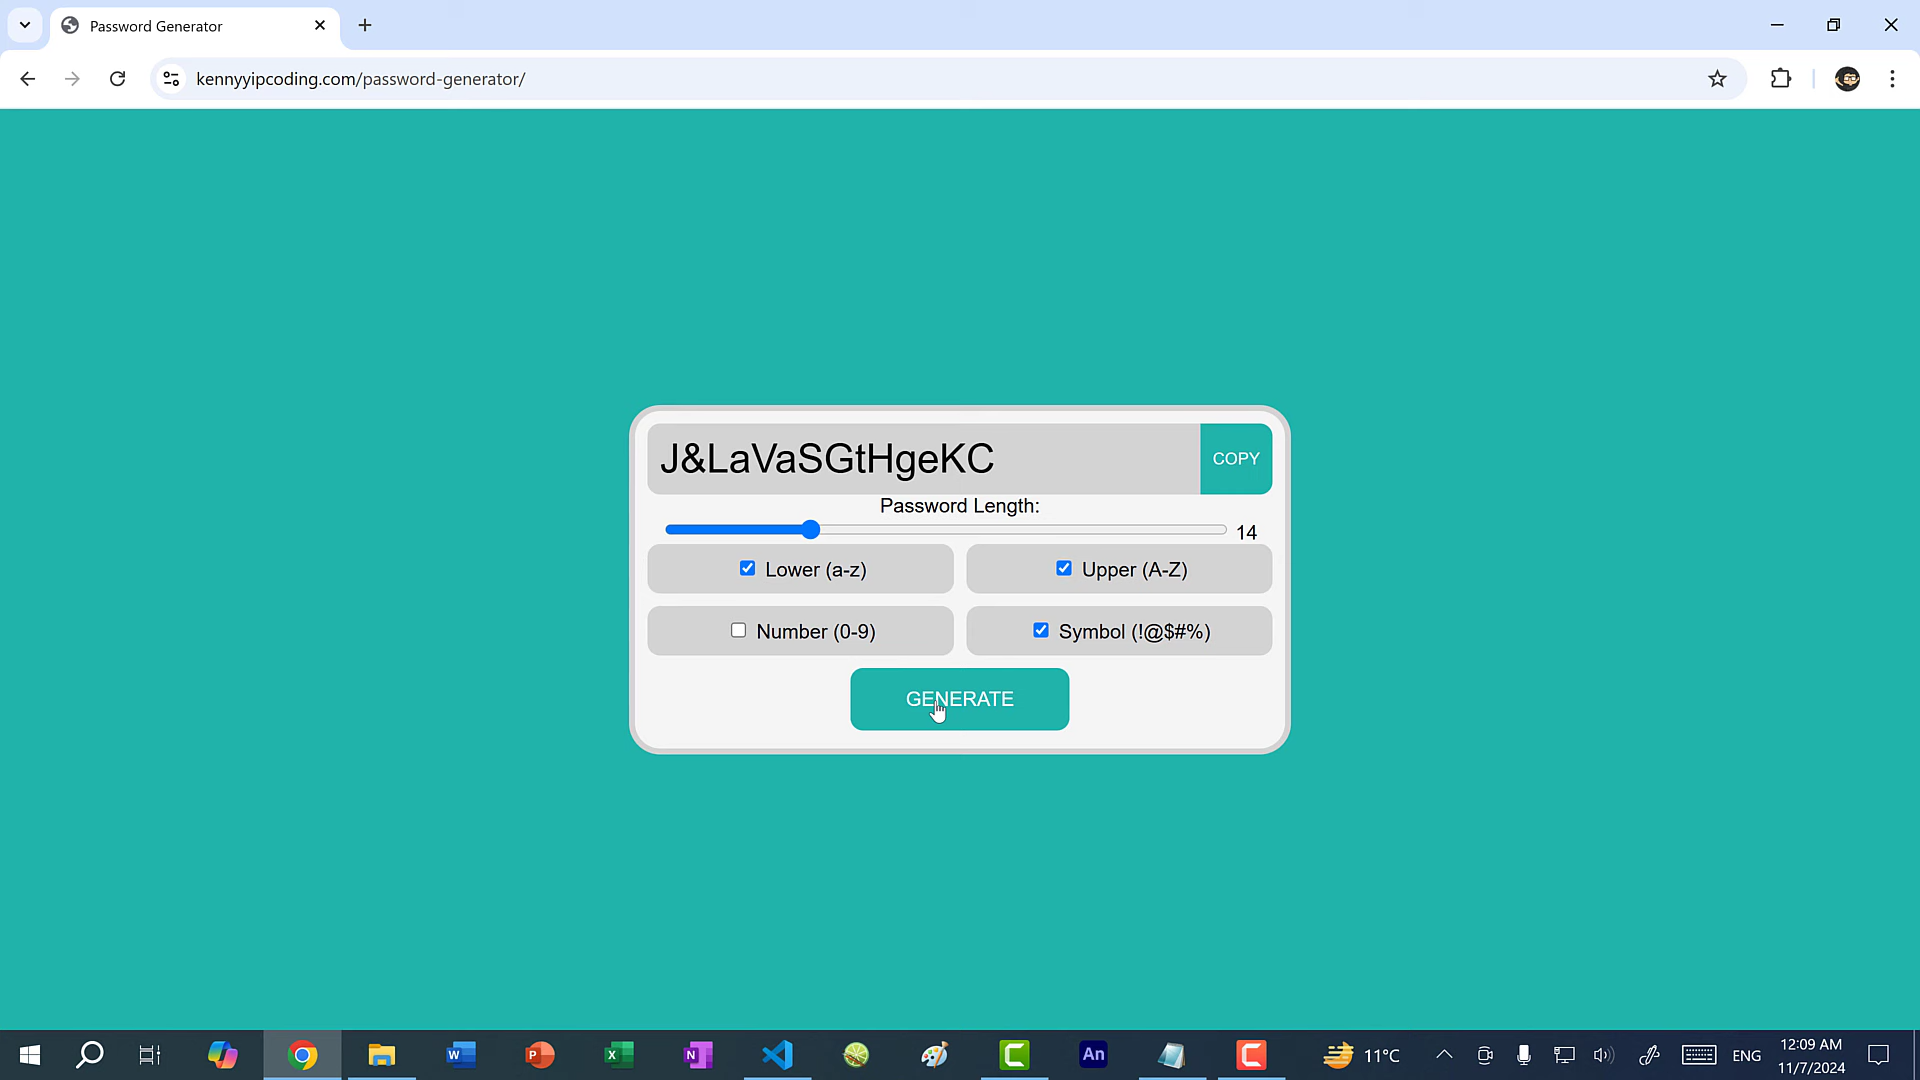 Password Generator
kennyyipcoding.com/password-generator/
J&LaVaSGtHgeKC
COPY
Password Length:
14
Lower (a-z)
Upper (A-Z)
Number (0-9)
Symbol (!@$#%)
GENERATE
W
P
X
N
An
11°C
ENG
12:09 AM
11/7/2024